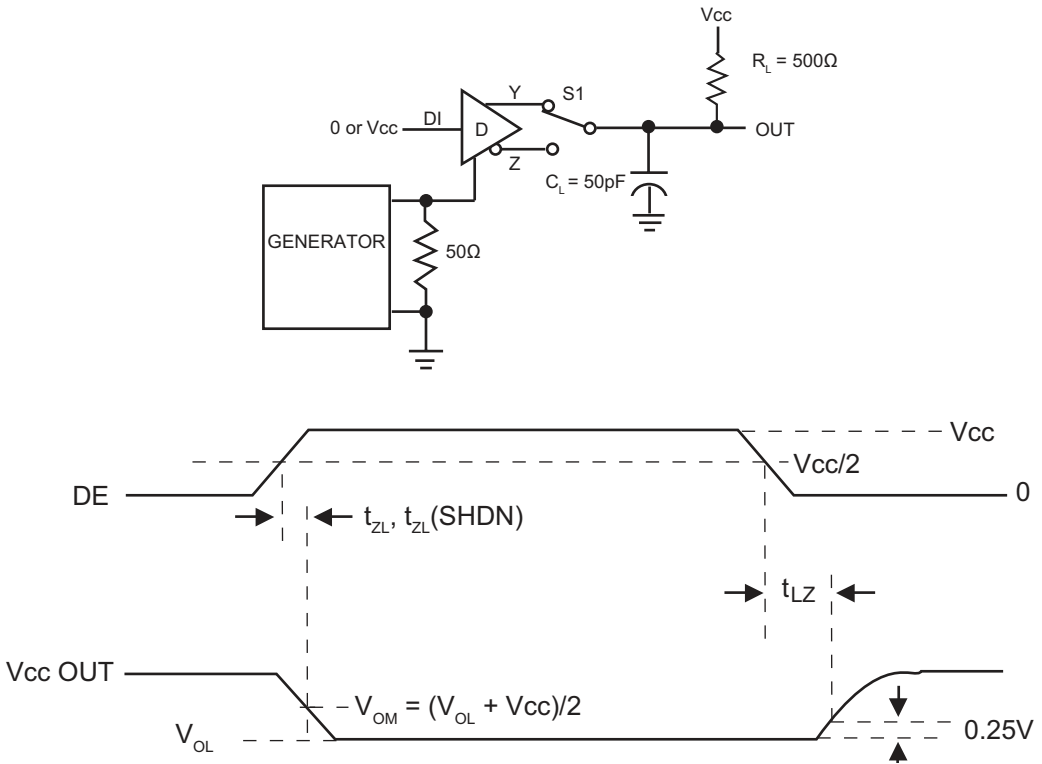 Vcc
R_L = 500Ω
Y
S1
0 or Vcc
DI
D
OUT
Z
C_L = 50pF
GENERATOR
50Ω
Vcc
Vcc/2
DE
0
t_ZL, t_ZL(SHDN)
t_LZ
Vcc OUT
V_OM = (V_OL + Vcc)/2
V_OL
0.25V